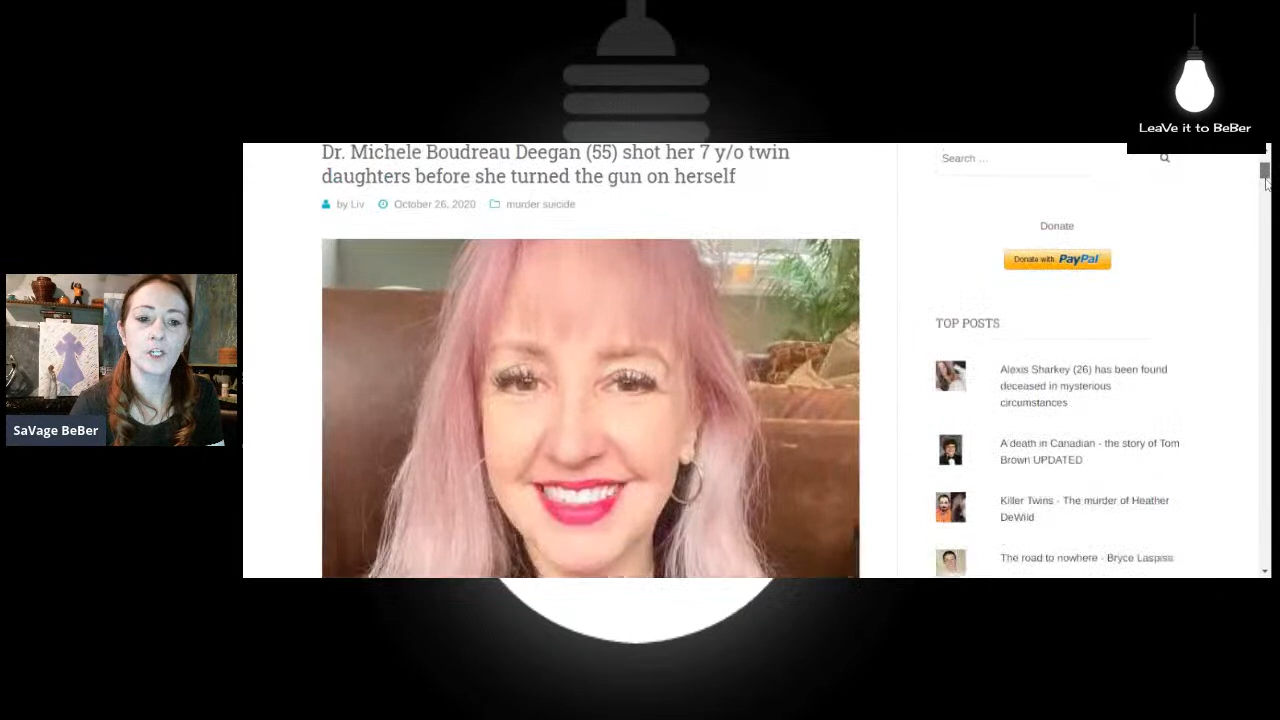 LeaVe it to BeBer
Dr. Michele Boudreau Deegan (55) shot her 7 y/o twin
daughters before she turned the gun on herself
by Liv October 26, 2020 murder suicide
Search ...
Donate
Donate with PayPal
TOP POSTS
Alexis Sharkey (26) has been found
deceased in mysterious
circumstances
A death in Canadian - the story of Tom
Brown UPDATED
Killer Twins - The murder of Heather
DeWild
The road to nowhere - Bryce Laspisa
SaVage BeBer